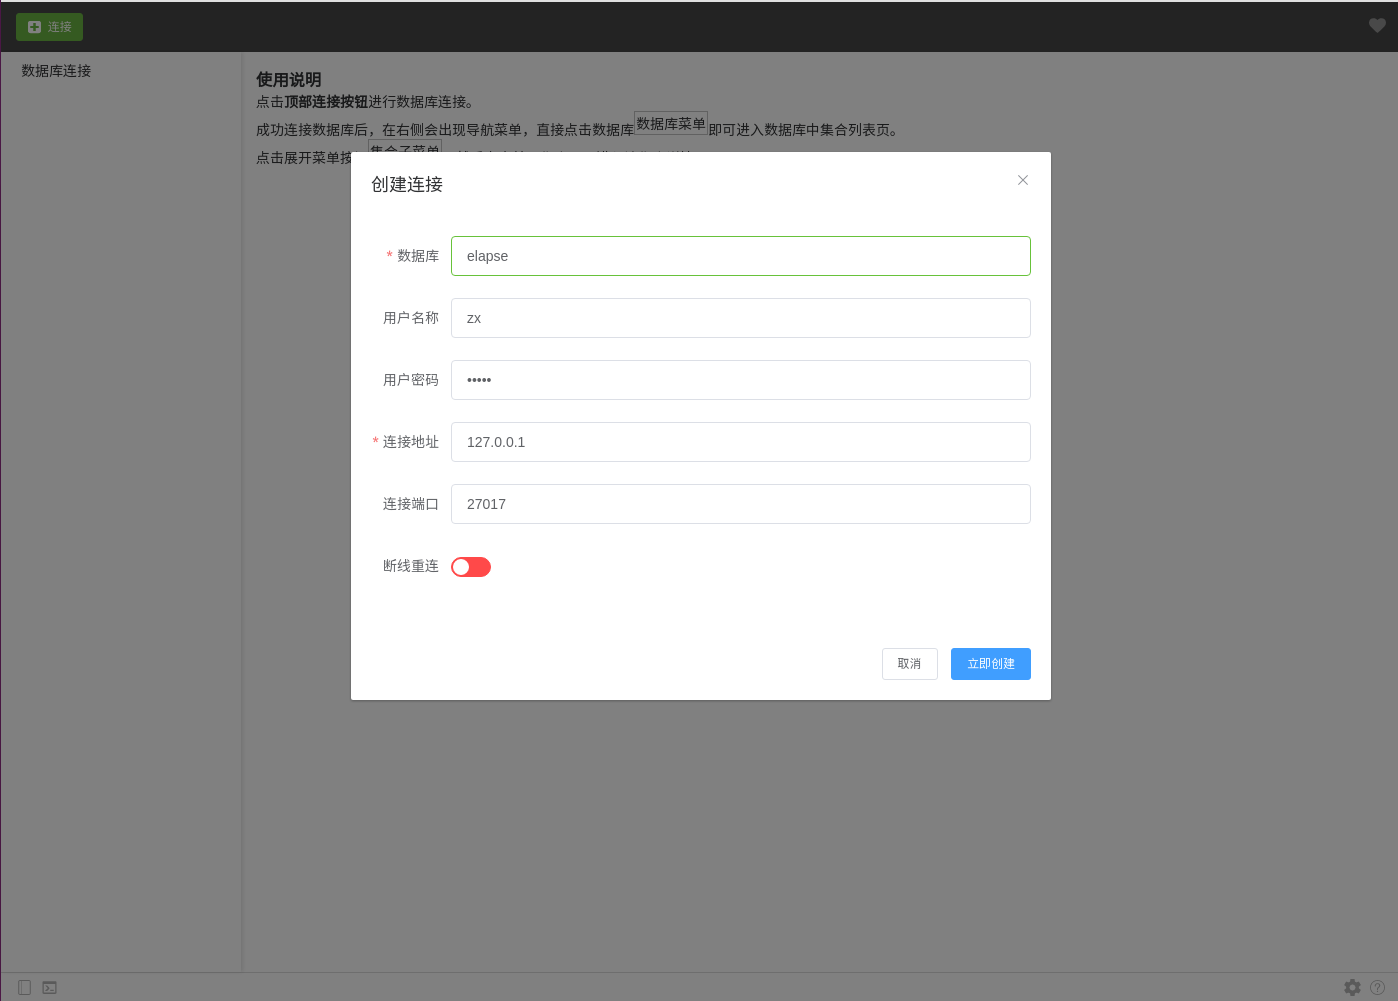 连接
数据库连接
使用说明
点击顶部连接按钮进行数据库连接。
成功连接数据库后，在右侧会出现导航菜单，直接点击数据库 数据库菜单 即可进入数据库中集合列表页。
点击展开菜单按 集合子菜单
创建连接
* 数据库 elapse
用户名称 zx
用户密码 •••••
* 连接地址 127.0.0.1
连接端口 27017
断线重连
取消 立即创建